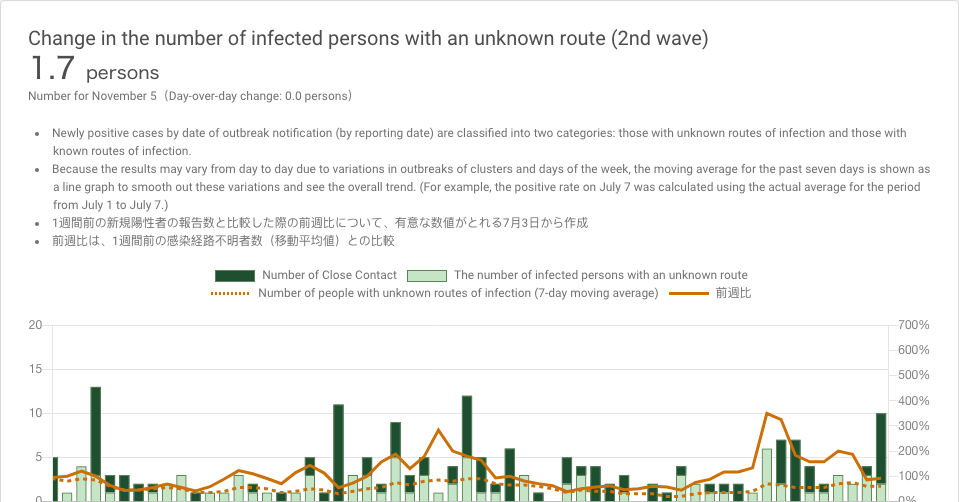 Change in the number of infected persons with an unknown route (2nd wave)
1.7 persons
Number for November 5（Day-over-day change: 0.0 persons）
Newly positive cases by date of outbreak notification (by reporting date) are classified into two categories: those with unknown routes of infection and those with
known routes of infection.
Because the results may vary from day to day due to variations in outbreaks of clusters and days of the week, the moving average for the past seven days is shown as
a line graph to smooth out these variations and see the overall trend. (For example, the positive rate on July 7 was calculated using the actual average for the period
from July 1 to July 7.)
1週間前の新規陽性者の報告数と比較した際の前週比について、有意な数値がとれる7月3日から作成
前週比は、1週間前の感染経路不明者数（移動平均値）との比較
Number of Close Contact The number of infected persons with an unknown route
Number of people with unknown routes of infection (7-day moving average) 前週比
20 700%
600%
15
500%
10 400%
300%
5 200%
100%
0 0%